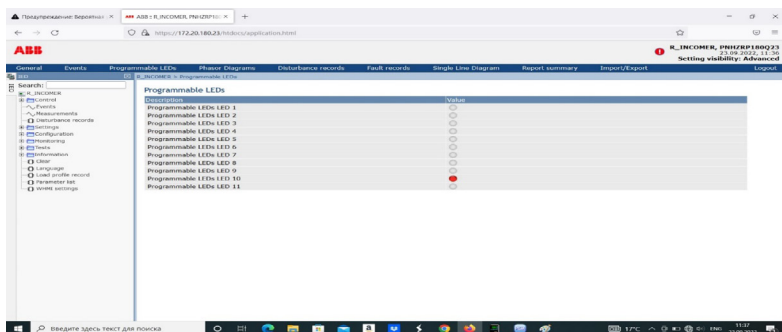 Предупреждение: Вероятна
ABB :: R_INCOMER, PNHZRP180
https://172.20.180.23/htdocs/application.html
ABB
R_INCOMER, PNHZRP180Q23
23.09.2022, 11:36
Setting visibility: Advanced
General Events Programmable LEDs Phasor Diagrams Disturbance records Fault records Single Line Diagram Report summary Import/Export Logout
R_INCOMER > Programmable LEDs
Search:
R_INCOMER
Control
Events
Measurements
Disturbance records
Settings
Configuration
Monitoring
Tests
Information
Clear
Language
Load profile record
Parameter list
WHMI settings
Programmable LEDs
Description Value
Programmable LEDs LED 1
Programmable LEDs LED 2
Programmable LEDs LED 3
Programmable LEDs LED 4
Programmable LEDs LED 5
Programmable LEDs LED 6
Programmable LEDs LED 7
Programmable LEDs LED 8
Programmable LEDs LED 9
Programmable LEDs LED 10
Programmable LEDs LED 11
Введите здесь текст для поиска
17°C ENG 11:37
23.09.2022